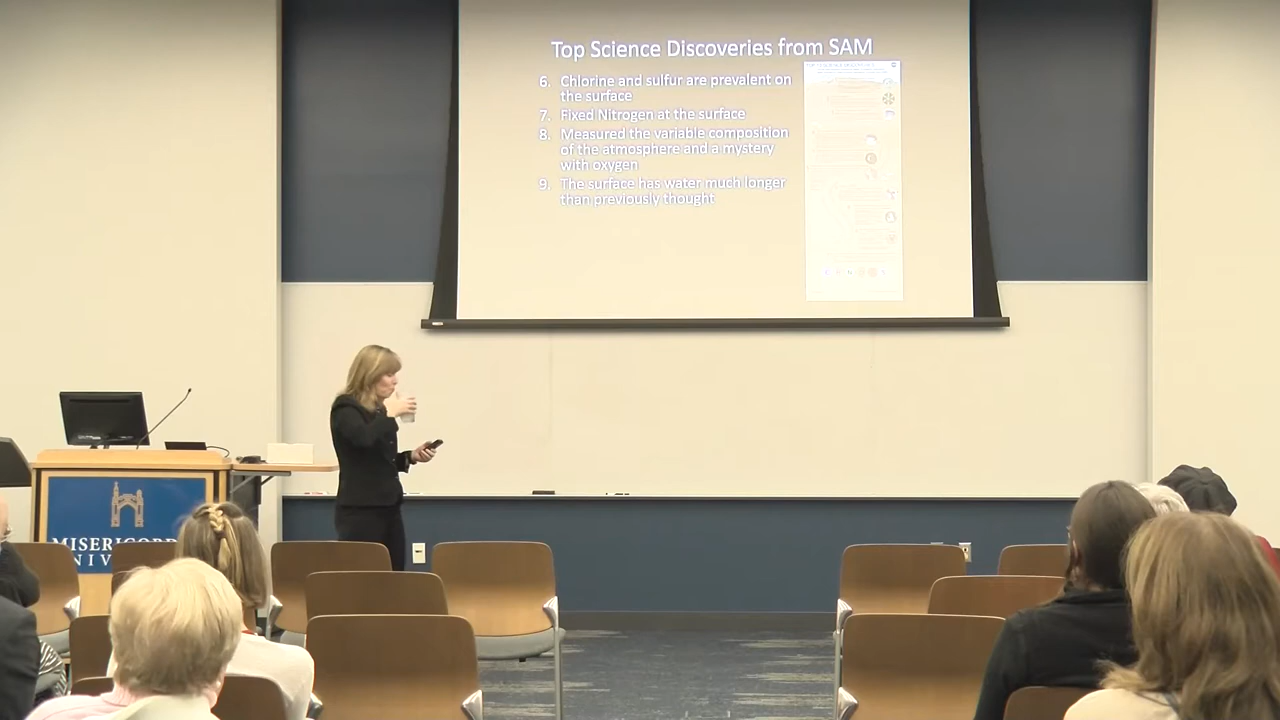 Top Science Discoveries from SAM
6. Chlorine and sulfur are prevalent on
the surface
7. Fixed Nitrogen at the surface
8. Measured the variable composition
of the atmosphere and a mystery
with oxygen
9. The surface has water much longer
than previously thought
MISERICORD
NIV